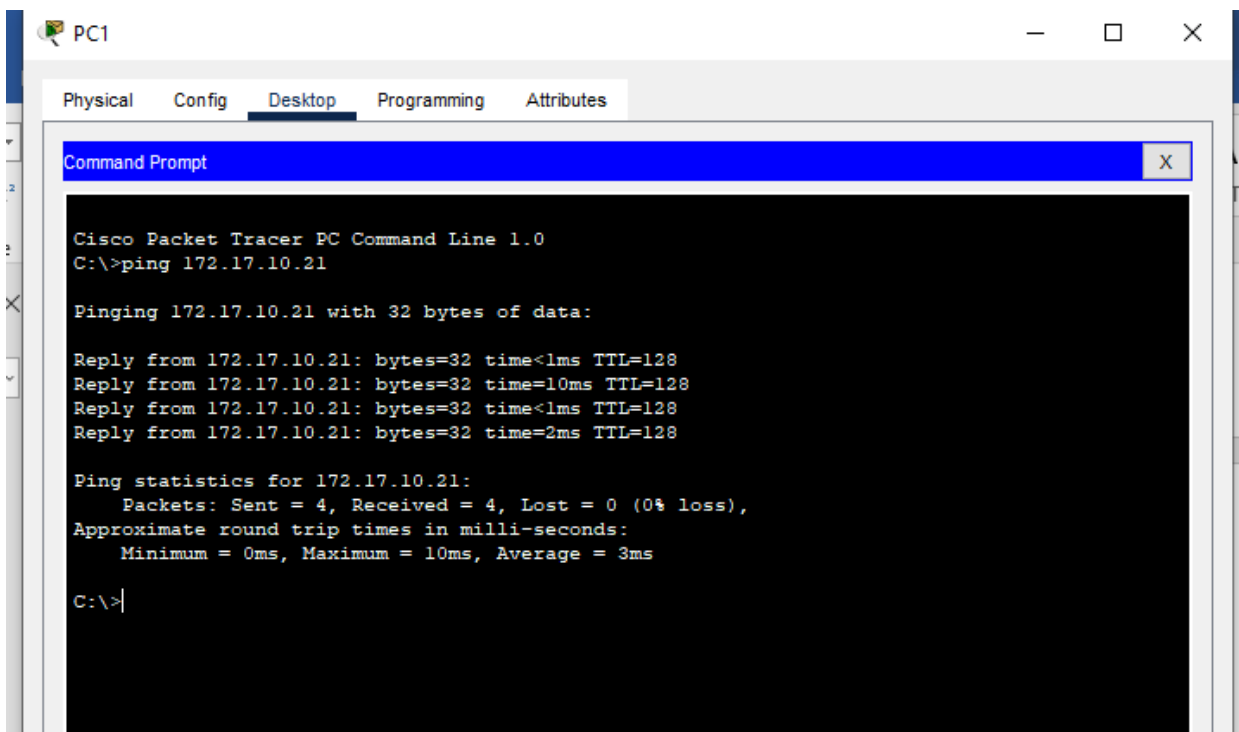 PC1
Physical Config Desktop Programming Attributes
Command Prompt
X
Cisco Packet Tracer PC Command Line 1.0
C:\>ping 172.17.10.21
Pinging 172.17.10.21 with 32 bytes of data:
Reply from 172.17.10.21: bytes=32 time<1ms TTL=128
Reply from 172.17.10.21: bytes=32 time=10ms TTL=128
Reply from 172.17.10.21: bytes=32 time<1ms TTL=128
Reply from 172.17.10.21: bytes=32 time=2ms TTL=128
Ping statistics for 172.17.10.21:
Packets: Sent = 4, Received = 4, Lost = 0 (0% loss),
Approximate round trip times in milli-seconds:
Minimum = 0ms, Maximum = 10ms, Average = 3ms
C:\>